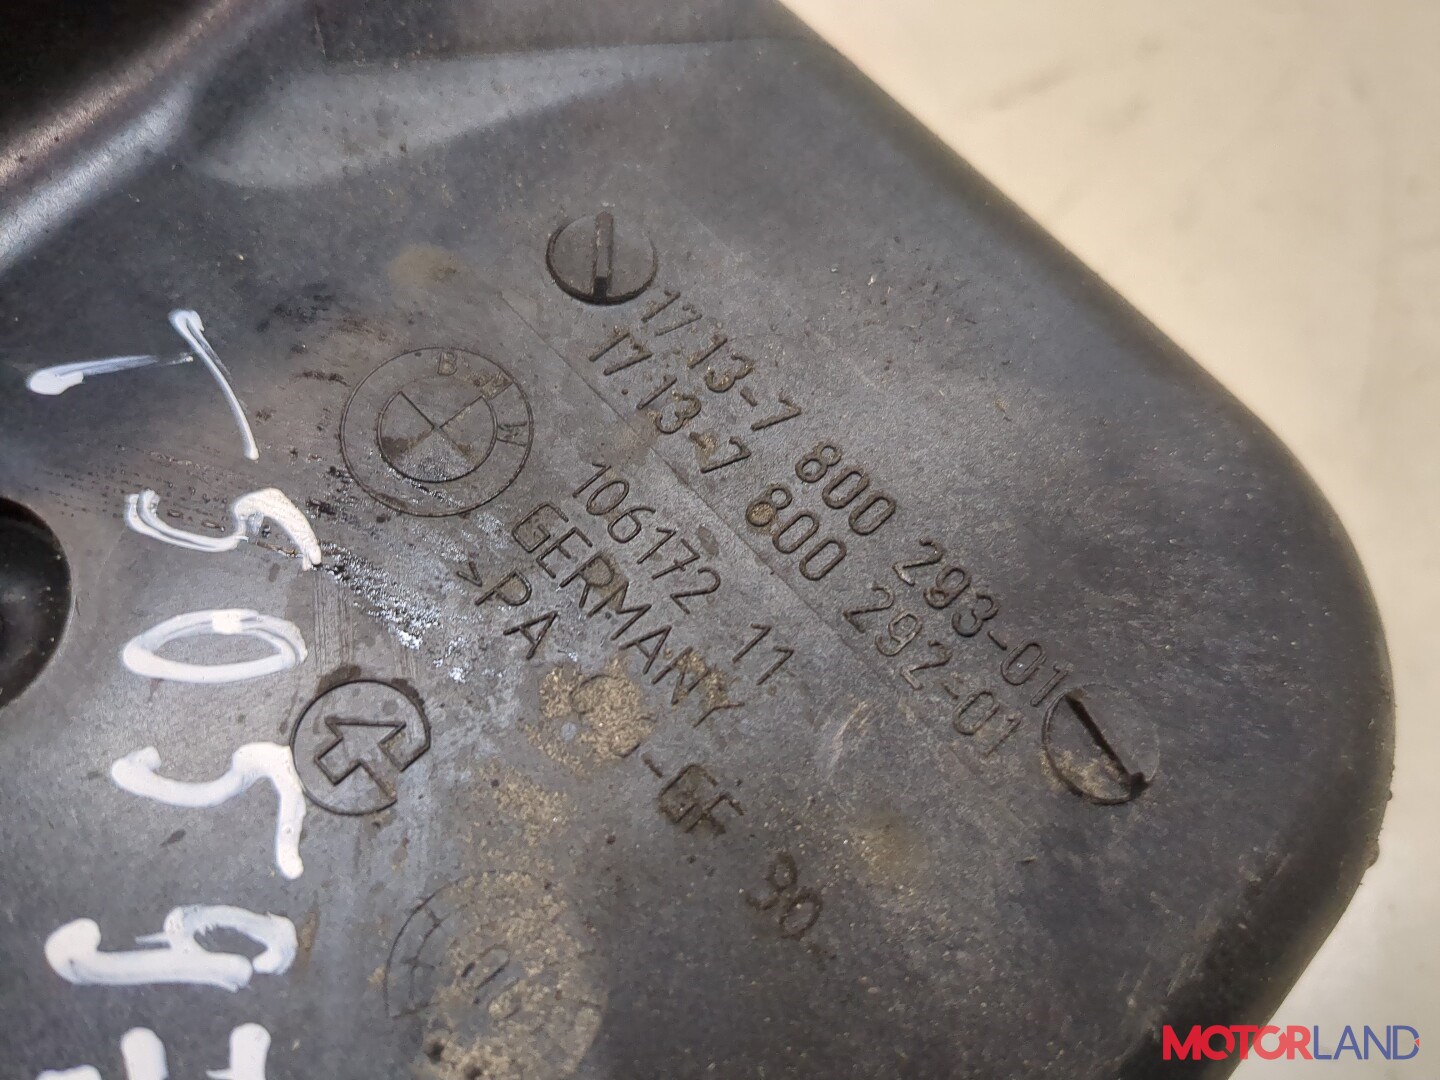 17.13-7 800 293-01
17.13-7 800 292-01
BMW
106172 11
GERMANY
>PA
-GF 30
MOTORLAND